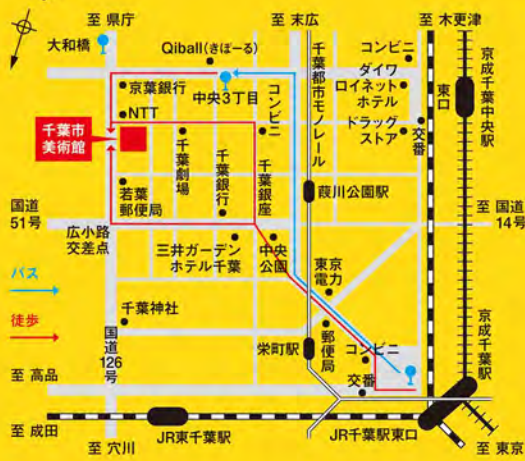 至 県庁
至 末広
至 木更津
大和橋
Qiball(きぼーる)
コンビニ
京葉銀行
中央3丁目
コンビニ
千葉都市モノレール
ダイワ
ロイネット
ホテル
東口
京成千葉中央駅
NTT
千葉市
美術館
千葉劇場
千葉銀行
千葉銀座
ドラッグ
ストア
交番
葭川公園駅
若葉
郵便局
国道
51号
至 国道
14号
広小路
交差点
三井ガーデン
ホテル千葉
中央
公園
東京
電力
バス
徒歩
千葉神社
国道126号
栄町駅
郵便局
コンビニ
京成千葉駅
至 高品
交番
至 成田
至 穴川
JR東千葉駅
JR千葉駅東口
至 東京